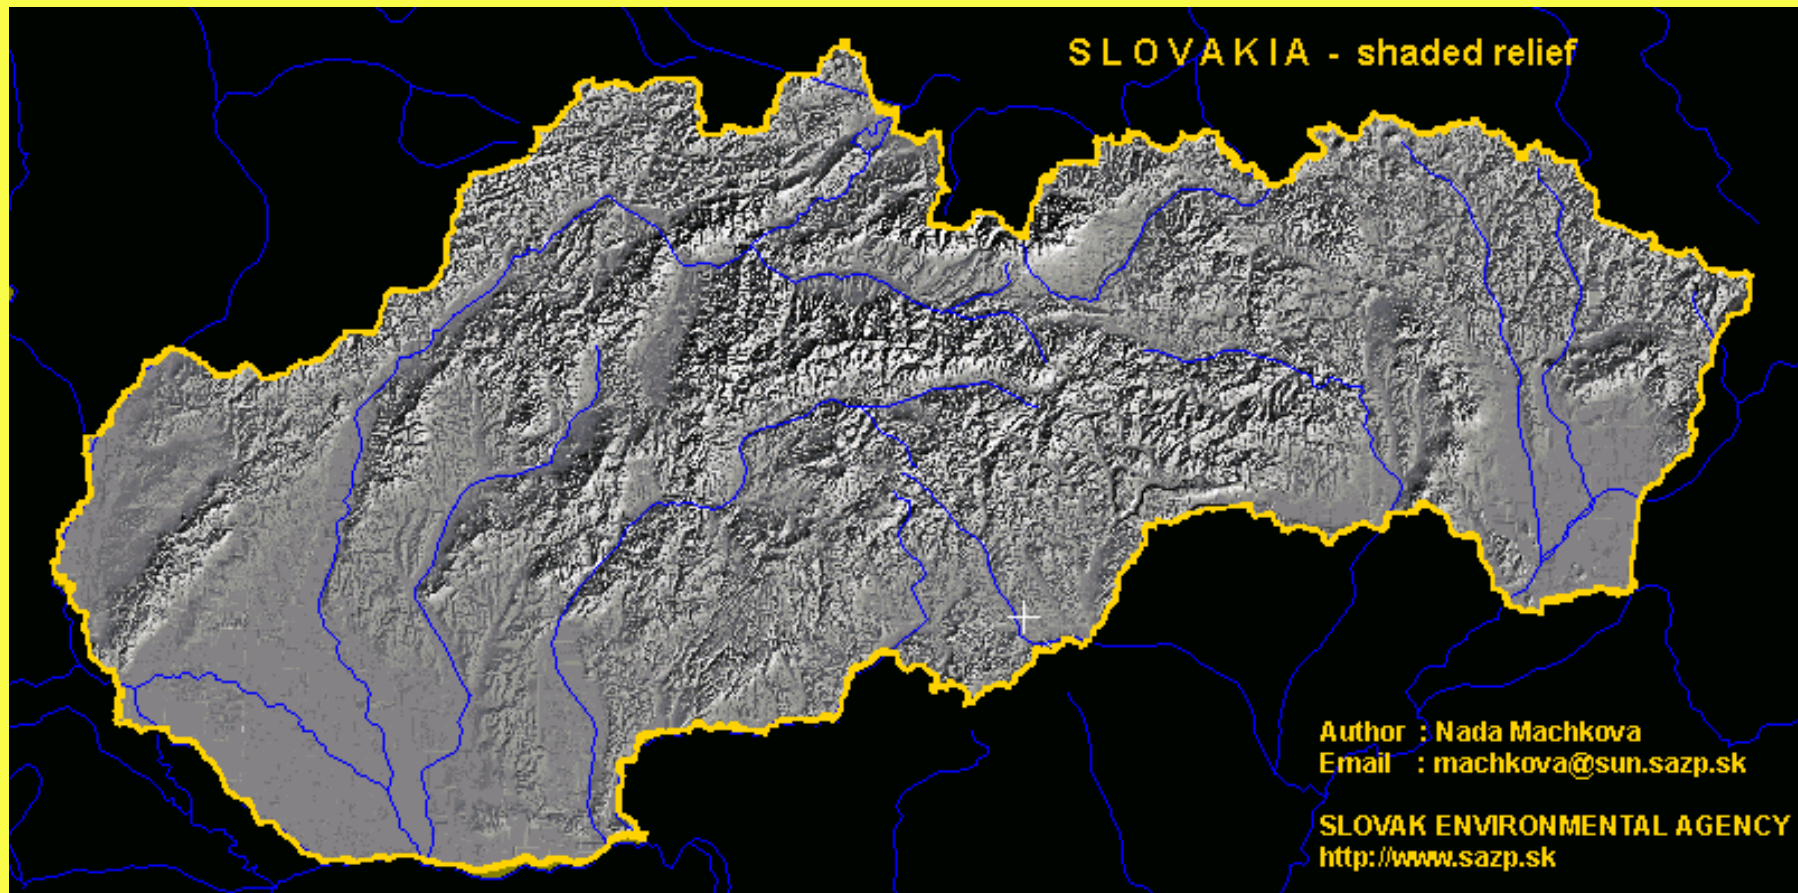 SLOVAKIA - shaded relief
Author : Nada Machkova
Email : machkova@sun.sazp.sk
SLOVAK ENVIRONMENTAL AGENCY
http://www.sazp.sk